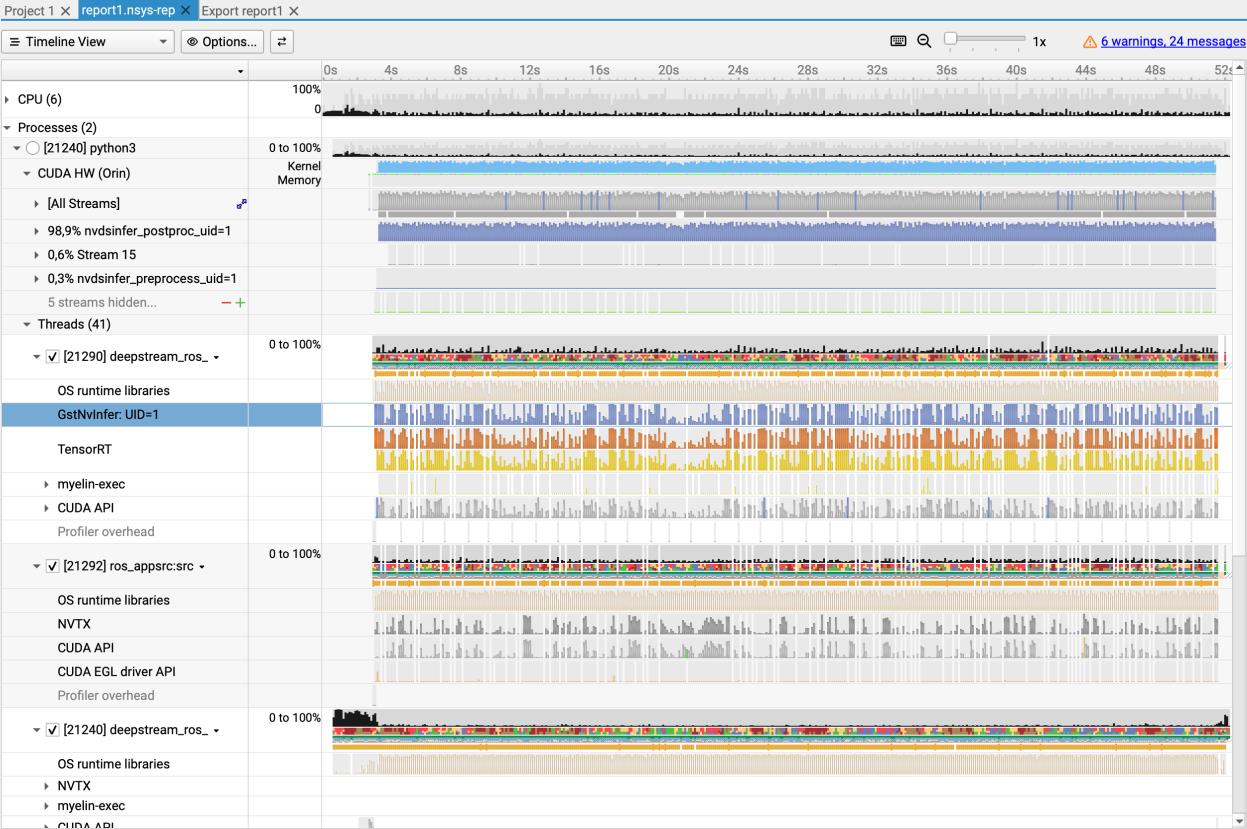 Project 1 report1.nsys-rep Export report1
Timeline View Options... 1x 6 warnings, 24 messages
0s 4s 8s 12s 16s 20s 24s 28s 32s 36s 40s 44s 48s 52s
CPU (6) 100%
0
Processes (2)
[21240] python3 0 to 100%
CUDA HW (Orin) Kernel
Memory
[All Streams]
98,9% nvdsinfer_postproc_uid=1
0,6% Stream 15
0,3% nvdsinfer_preprocess_uid=1
5 streams hidden...
Threads (41)
[21290] deepstream_ros_ 0 to 100%
OS runtime libraries
GstNvInfer: UID=1
TensorRT
myelin-exec
CUDA API
Profiler overhead
[21292] ros_appsrc:src 0 to 100%
OS runtime libraries
NVTX
CUDA API
CUDA EGL driver API
Profiler overhead
[21240] deepstream_ros_ 0 to 100%
OS runtime libraries
NVTX
myelin-exec
CUDA API